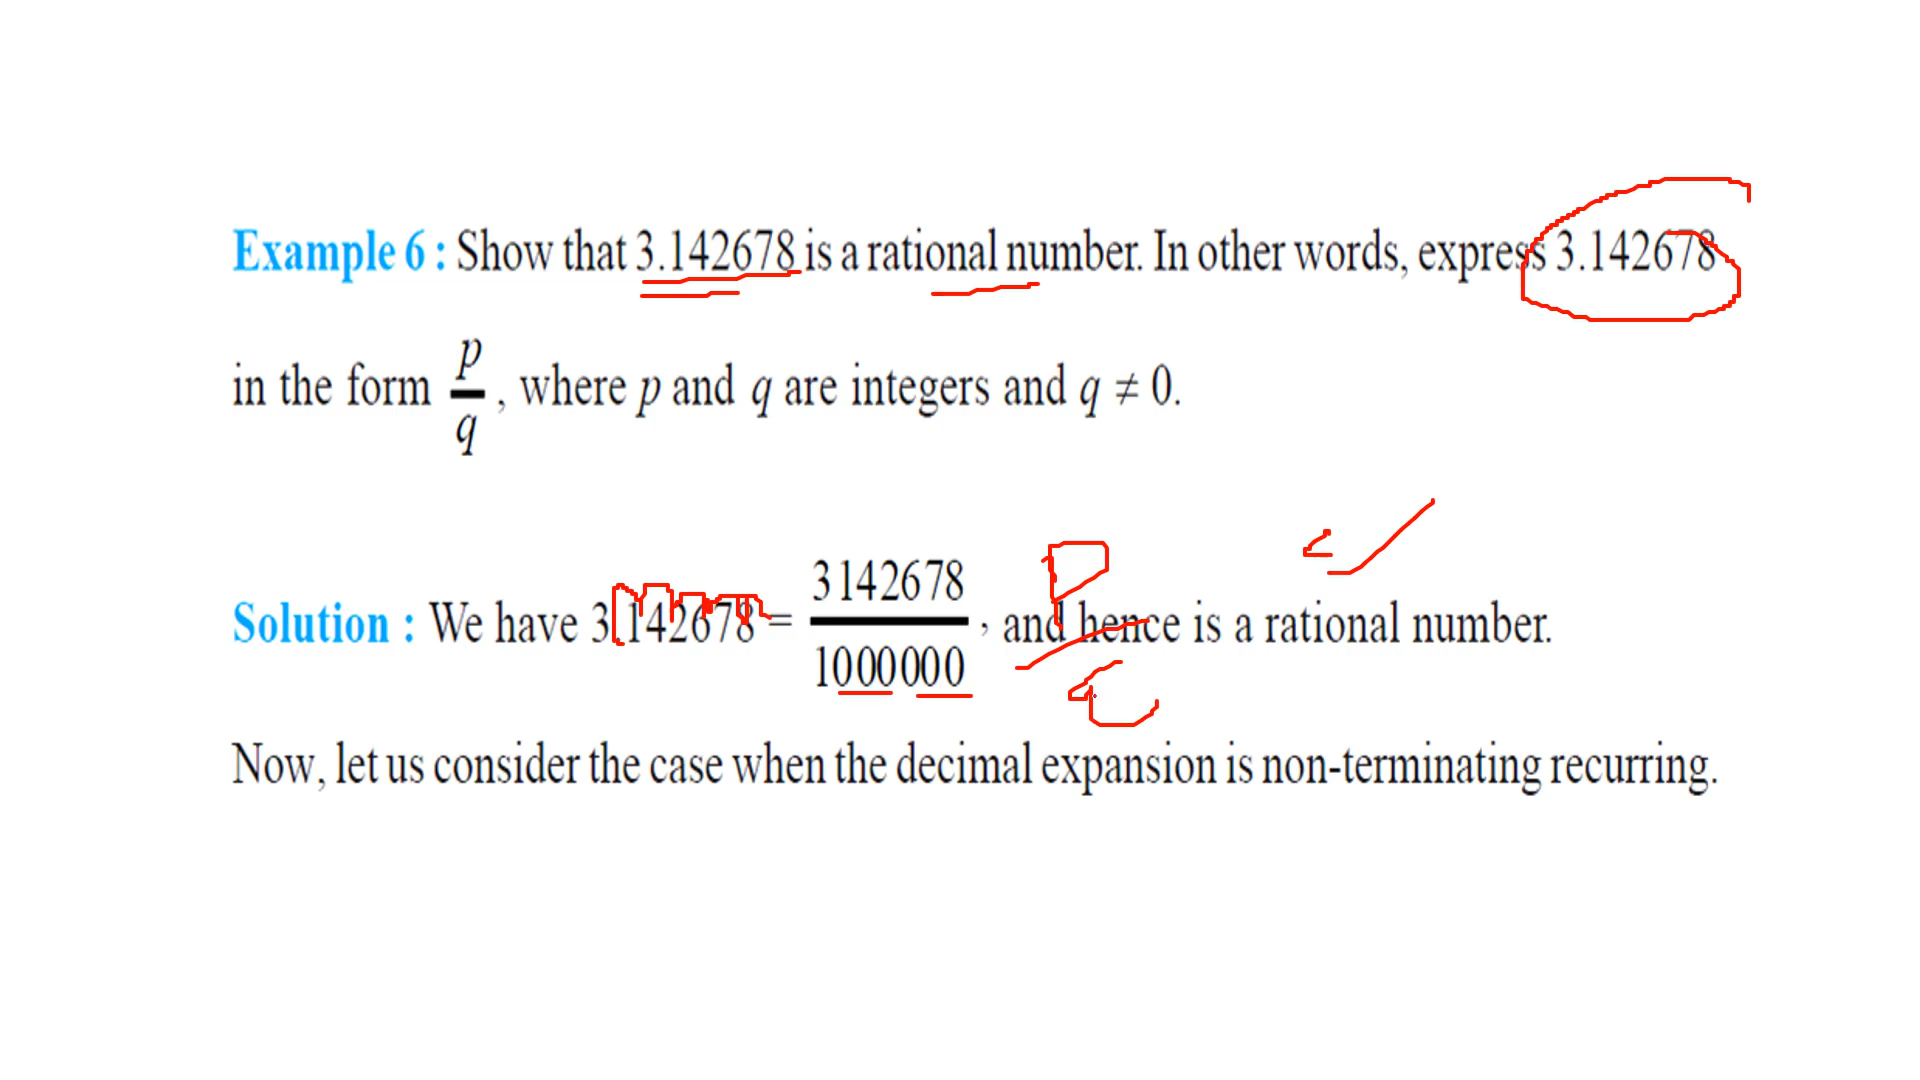 Example 6 : Show that 3.142678 is a rational number. In other words, express 3.142678
in the form p/q , where p and q are integers and q ≠ 0.
Solution : We have 3.142678 = 3142678/1000000 , and hence is a rational number.
Now, let us consider the case when the decimal expansion is non-terminating recurring.